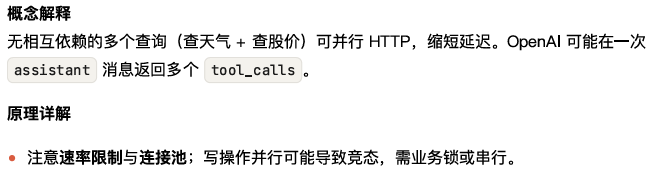 概念解释
无相互依赖的多个查询（查天气 + 查股价）可并行 HTTP，缩短延迟。OpenAI 可能在一次
assistant 消息返回多个 tool_calls 。
原理详解
• 注意速率限制与连接池；写操作并行可能导致竞态，需业务锁或串行。